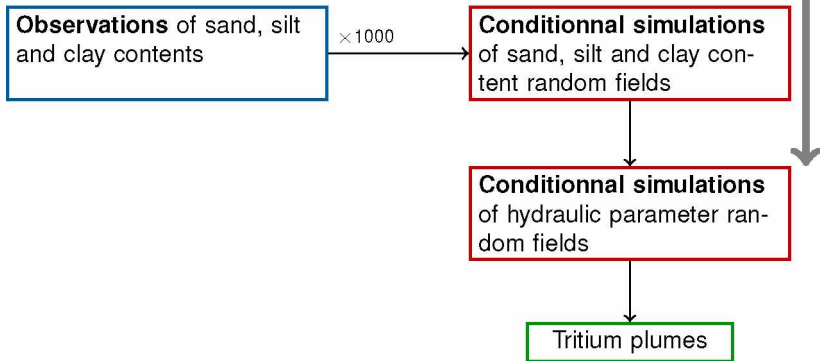 Observations of sand, silt
and clay contents
×1000
Conditionnal simulations
of sand, silt and clay con-
tent random fields
Conditionnal simulations
of hydraulic parameter ran-
dom fields
Tritium plumes